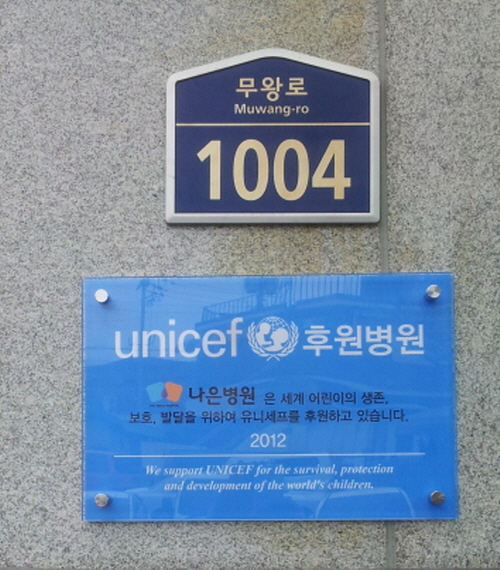 무왕로
Muwang-ro
1004
unicef 후원병원
나은병원 은 세계 어린이의 생존,
보호, 발달을 위하여 유니세프를 후원하고 있습니다.
2012
We support UNICEF for the survival, protection
and development of the world's children.